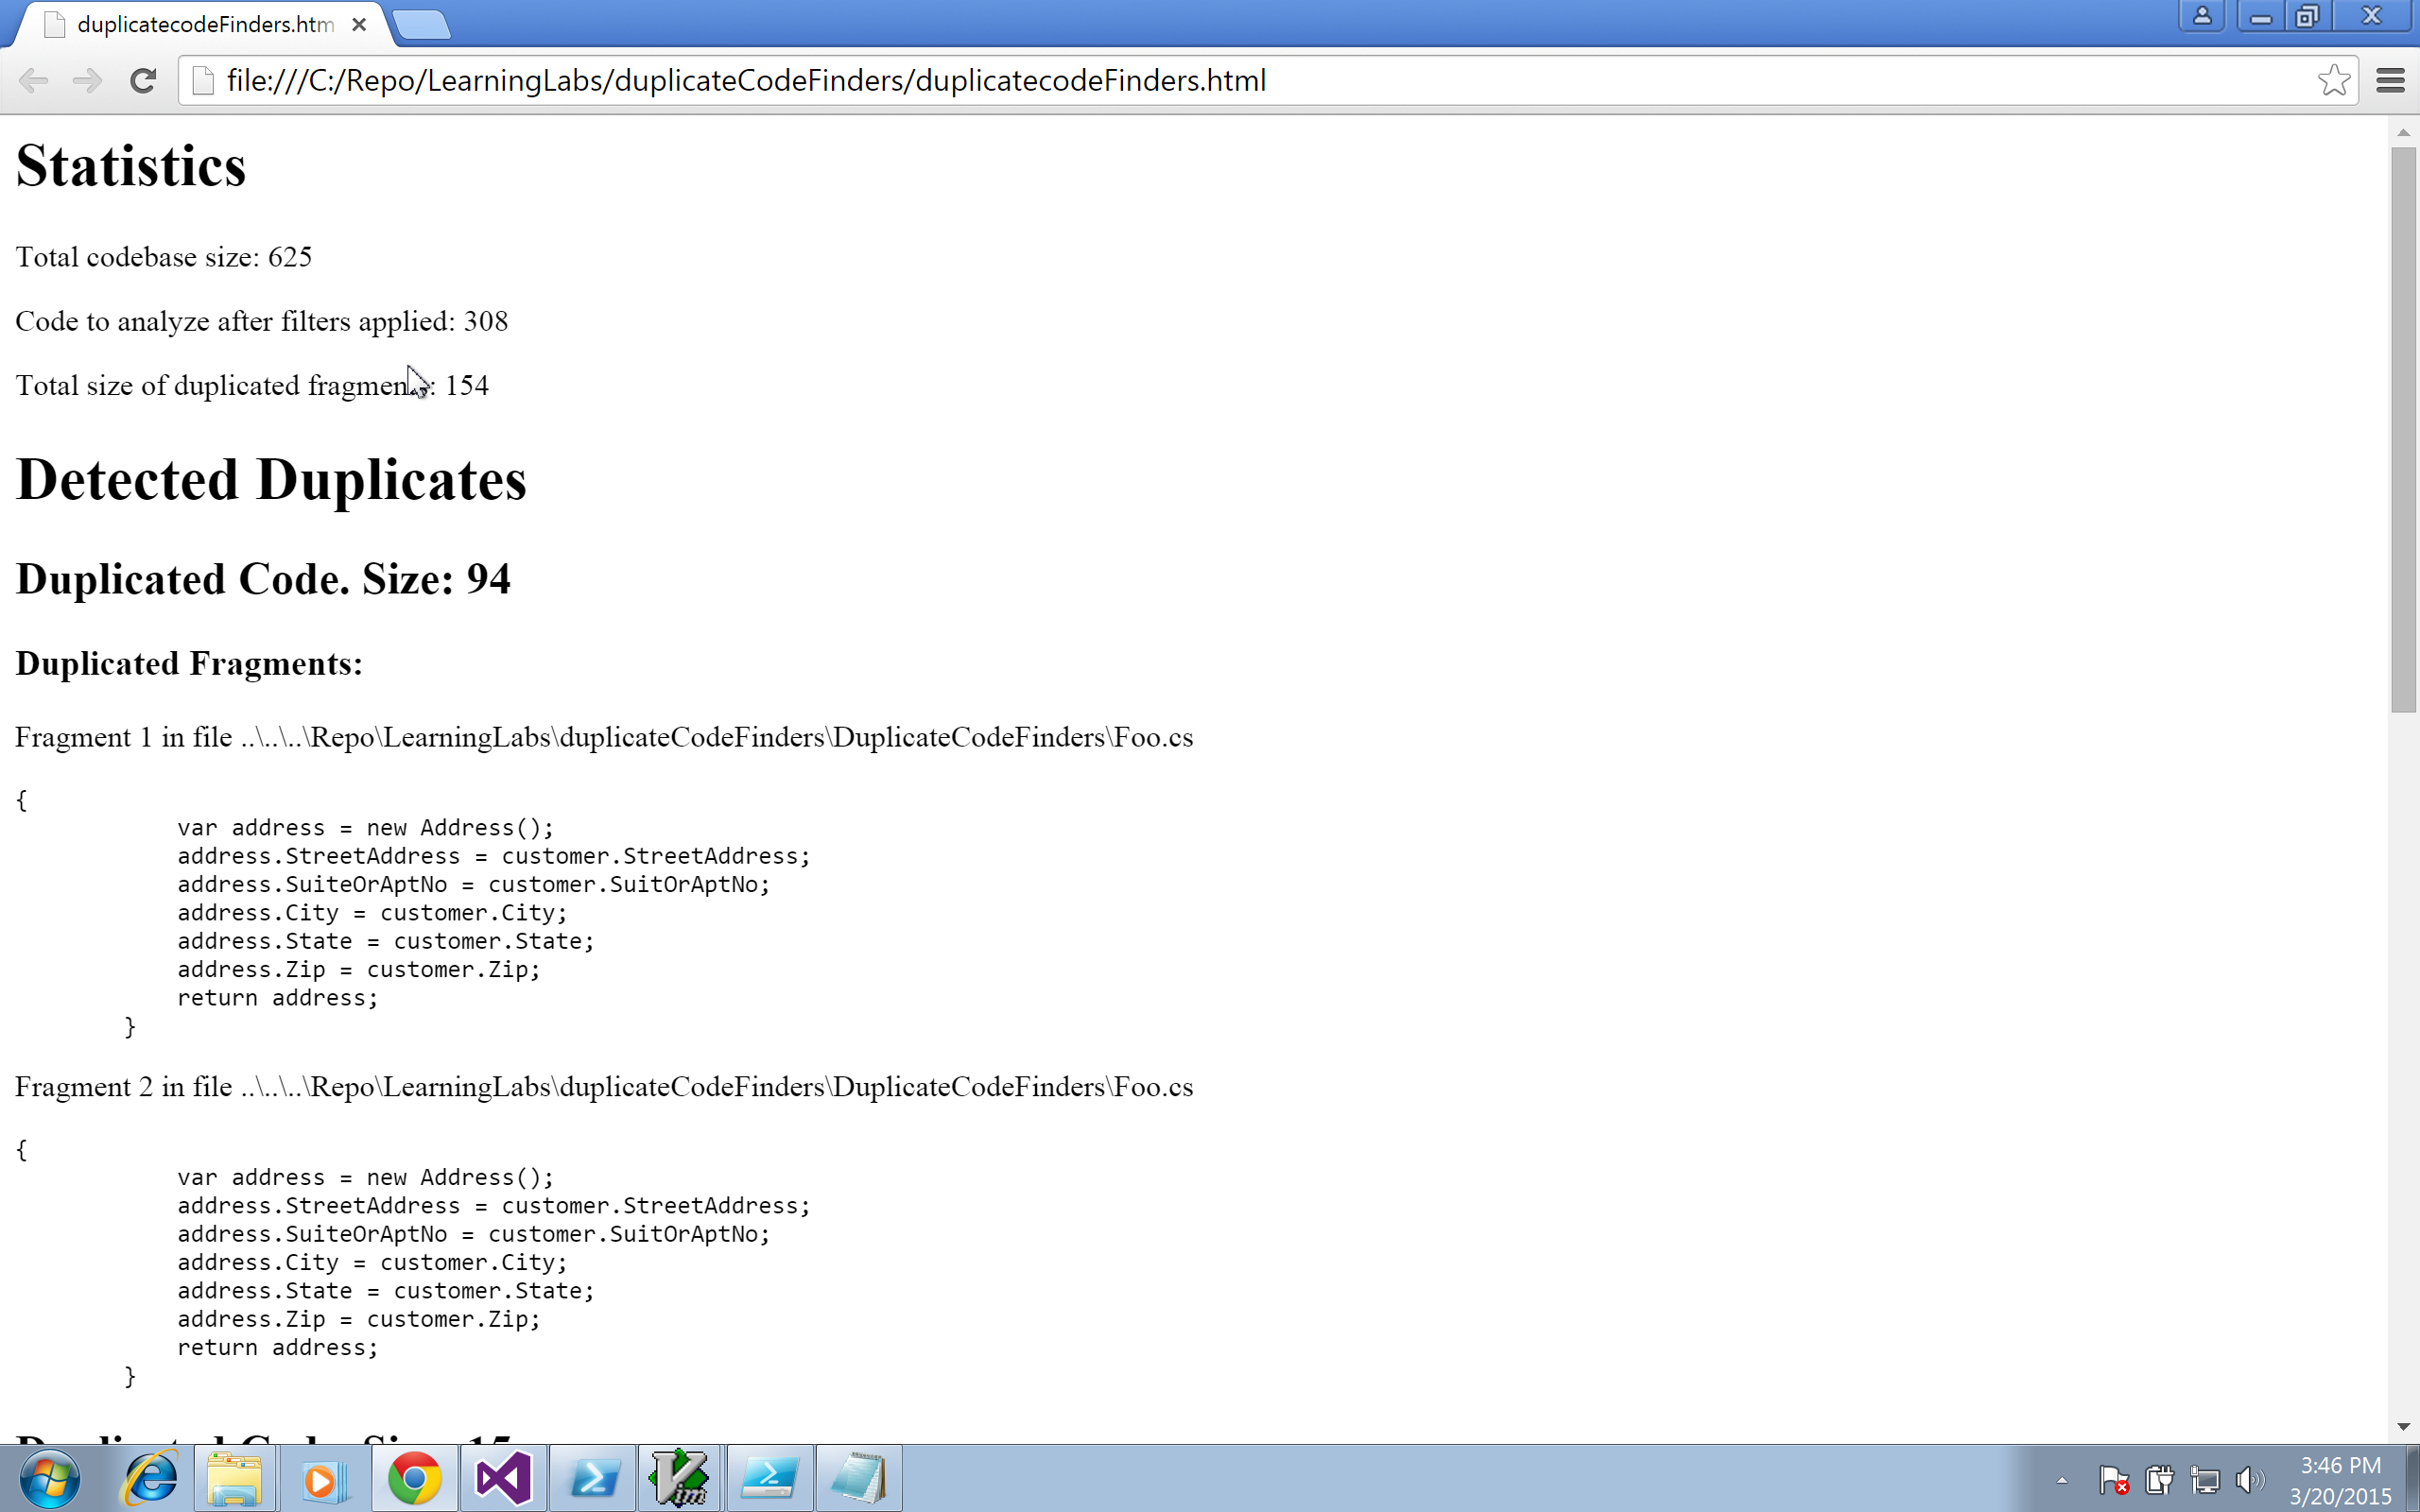 duplicatecodeFinders.htm
file:///C:/Repo/LearningLabs/duplicateCodeFinders/duplicatecodeFinders.html
Statistics
Total codebase size: 625
Code to analyze after filters applied: 308
Total size of duplicated fragments: 154
Detected Duplicates
Duplicated Code. Size: 94
Duplicated Fragments:
Fragment 1 in file ..\..\..\Repo\LearningLabs\duplicateCodeFinders\DuplicateCodeFinders\Foo.cs
{
var address = new Address();
address.StreetAddress = customer.StreetAddress;
address.SuiteOrAptNo = customer.SuitOrAptNo;
address.City = customer.City;
address.State = customer.State;
address.Zip = customer.Zip;
return address;
}
Fragment 2 in file ..\..\..\Repo\LearningLabs\duplicateCodeFinders\DuplicateCodeFinders\Foo.cs
{
var address = new Address();
address.StreetAddress = customer.StreetAddress;
address.SuiteOrAptNo = customer.SuitOrAptNo;
address.City = customer.City;
address.State = customer.State;
address.Zip = customer.Zip;
return address;
}
Duplicated Code. Size: 15
3:46 PM
3/20/2015